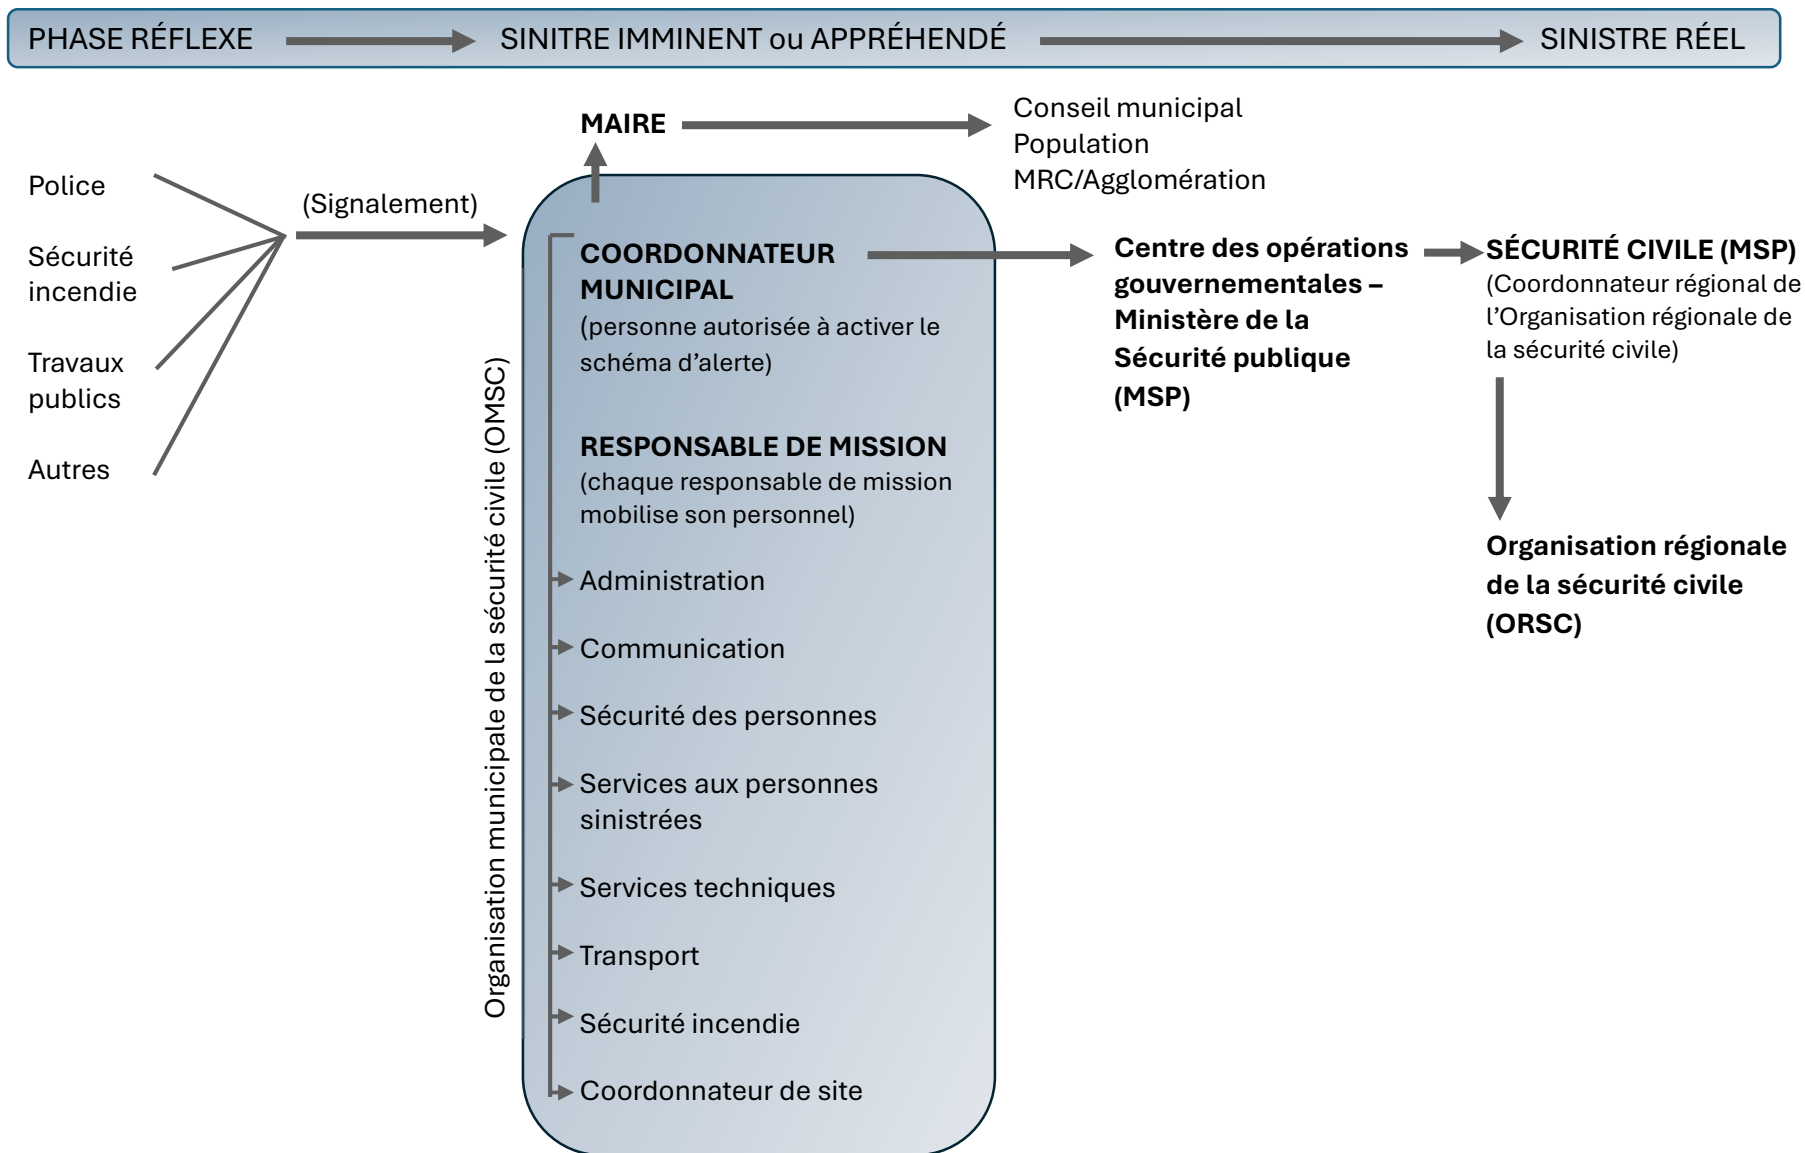 PHASE RÉFLEXE
SINITRE IMMINENT ou APPRÉHENDÉ
SINISTRE RÉEL
Police
Sécurité
incendie
Travaux
publics
Autres
(Signalement)
MAIRE
Conseil municipal
Population
MRC/Agglomération
Organisation municipale de la sécurité civile (OMSC)
COORDONNATEUR
MUNICIPAL
(personne autorisée à activer le
schéma d’alerte)
RESPONSABLE DE MISSION
(chaque responsable de mission
mobilise son personnel)
Administration
Communication
Sécurité des personnes
Services aux personnes
sinistrées
Services techniques
Transport
Sécurité incendie
Coordonnateur de site
Centre des opérations
gouvernementales –
Ministère de la
Sécurité publique
(MSP)
SÉCURITÉ CIVILE (MSP)
(Coordonnateur régional de
l’Organisation régionale de
la sécurité civile)
Organisation régionale
de la sécurité civile
(ORSC)